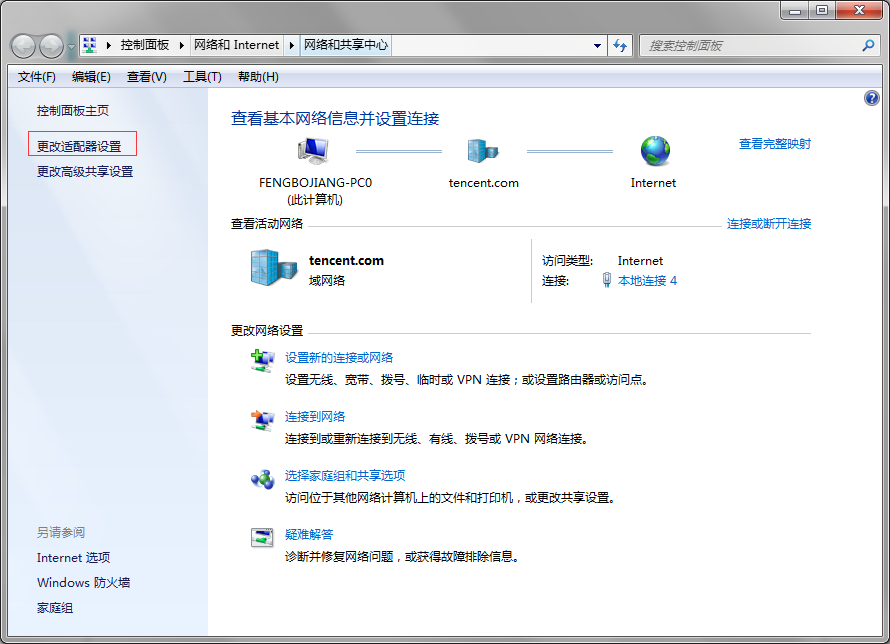 控制面板 ▸ 网络和 Internet ▸ 网络和共享中心
搜索控制面板
文件(F) 编辑(E) 查看(V) 工具(T) 帮助(H)
控制面板主页
更改适配器设置
更改高级共享设置
查看基本网络信息并设置连接
查看完整映射
FENGBOJIANG-PC0
(此计算机)
tencent.com
Internet
查看活动网络
连接或断开连接
tencent.com
域网络
访问类型: Internet
连接: 本地连接 4
更改网络设置
设置新的连接或网络
设置无线、宽带、拨号、临时或 VPN 连接；或设置路由器或访问点。
连接到网络
连接到或重新连接到无线、有线、拨号或 VPN 网络连接。
选择家庭组和共享选项
访问位于其他网络计算机上的文件和打印机，或更改共享设置。
疑难解答
诊断并修复网络问题，或获得故障排除信息。
另请参阅
Internet 选项
Windows 防火墙
家庭组